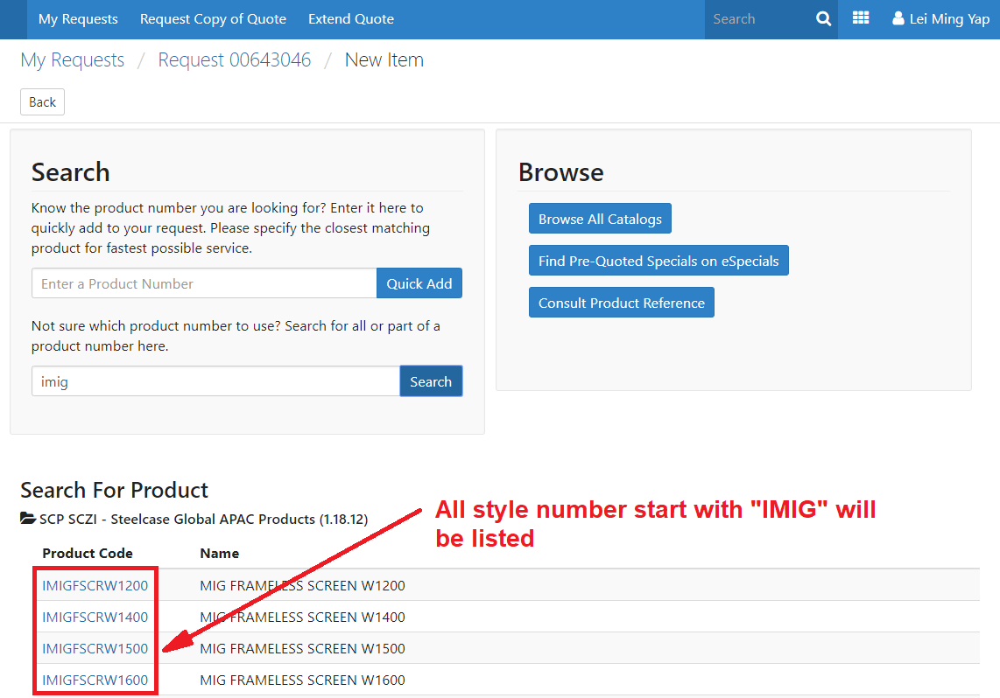 My Requests Request Copy of Quote Extend Quote Search Lei Ming Yap
My Requests / Request 00643046 / New Item
Back
Search
Know the product number you are looking for? Enter it here to
quickly add to your request. Please specify the closest matching
product for fastest possible service.
Enter a Product Number Quick Add
Not sure which product number to use? Search for all or part of a
product number here.
imig Search
Browse
Browse All Catalogs
Find Pre-Quoted Specials on eSpecials
Consult Product Reference
Search For Product
SCP SCZI - Steelcase Global APAC Products (1.18.12)
All style number start with "IMIG" will
be listed
Product Code Name
IMIGFSCRW1200 MIG FRAMELESS SCREEN W1200
IMIGFSCRW1400 MIG FRAMELESS SCREEN W1400
IMIGFSCRW1500 MIG FRAMELESS SCREEN W1500
IMIGFSCRW1600 MIG FRAMELESS SCREEN W1600